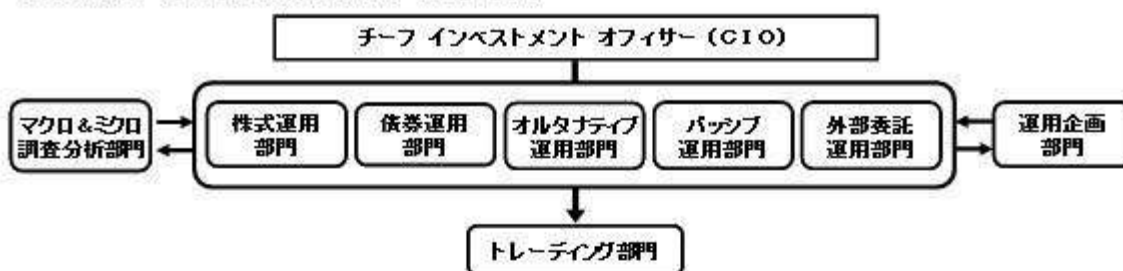 チーフ インベストメント オフィサー (CIO)
マクロ&ミクロ
調査分析部門
株式運用
部門
債券運用
部門
オルタナティブ
運用部門
パッシブ
運用部門
外部委託
運用部門
運用企画
部門
トレーディング部門